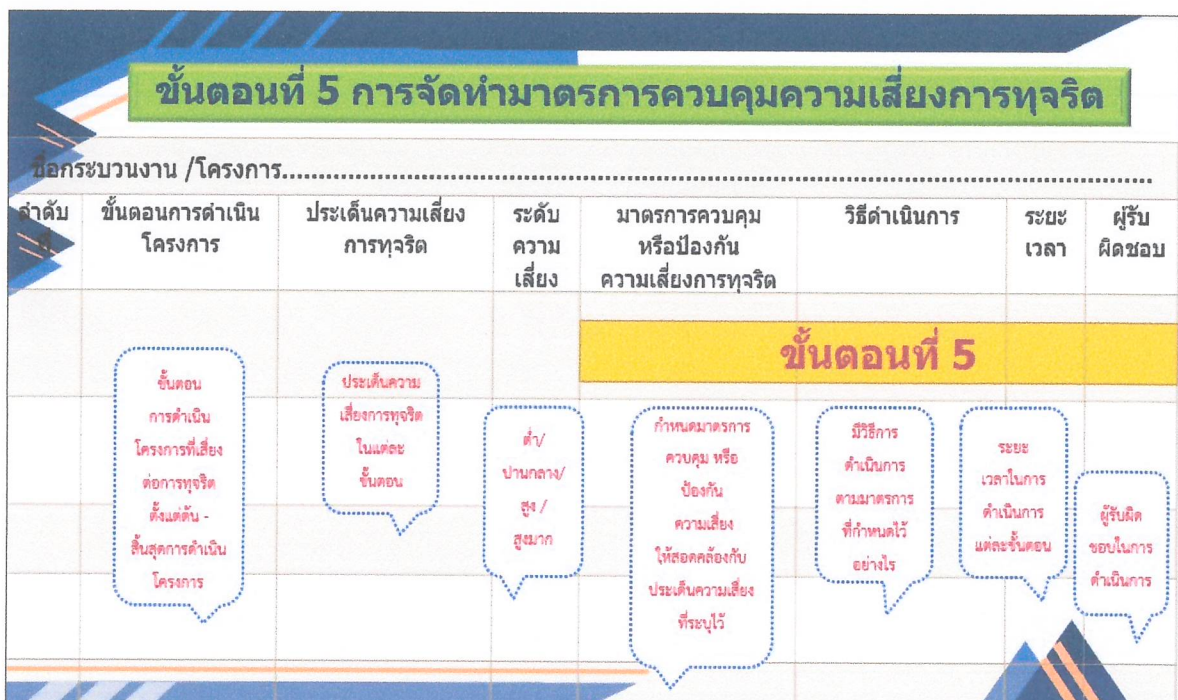 ขั้นตอนที่ 5 การจัดทำมาตรการควบคุมความเสี่ยงการทุจริต
ชื่อกระบวนงาน /โครงการ....................................................................................................................................................
ลำดับ
ที่
ขั้นตอนการดำเนิน
โครงการ
ประเด็นความเสี่ยง
การทุจริต
ระดับ
ความ
เสี่ยง
มาตรการควบคุม
หรือป้องกัน
ความเสี่ยงการทุจริต
วิธีดำเนินการ
ระยะ
เวลา
ผู้รับ
ผิดชอบ
ขั้นตอนที่ 5
ขั้นตอน
การดำเนิน
โครงการที่เสี่ยง
ต่อการทุจริต
ตั้งแต่ต้น -
สิ้นสุดการดำเนิน
โครงการ
ประเด็นความ
เสี่ยงการทุจริต
ในแต่ละ
ขั้นตอน
ต่ำ/
ปานกลาง/
สูง /
สูงมาก
กำหนดมาตรการ
ควบคุม หรือ
ป้องกัน
ความเสี่ยง
ให้สอดคล้องกับ
ประเด็นความเสี่ยง
ที่ระบุไว้
มีวิธีการ
ดำเนินการ
ตามมาตรการ
ที่กำหนดไว้
อย่างไร
ระยะ
เวลาในการ
ดำเนินการ
แต่ละขั้นตอน
ผู้รับผิด
ชอบในการ
ดำเนินการ